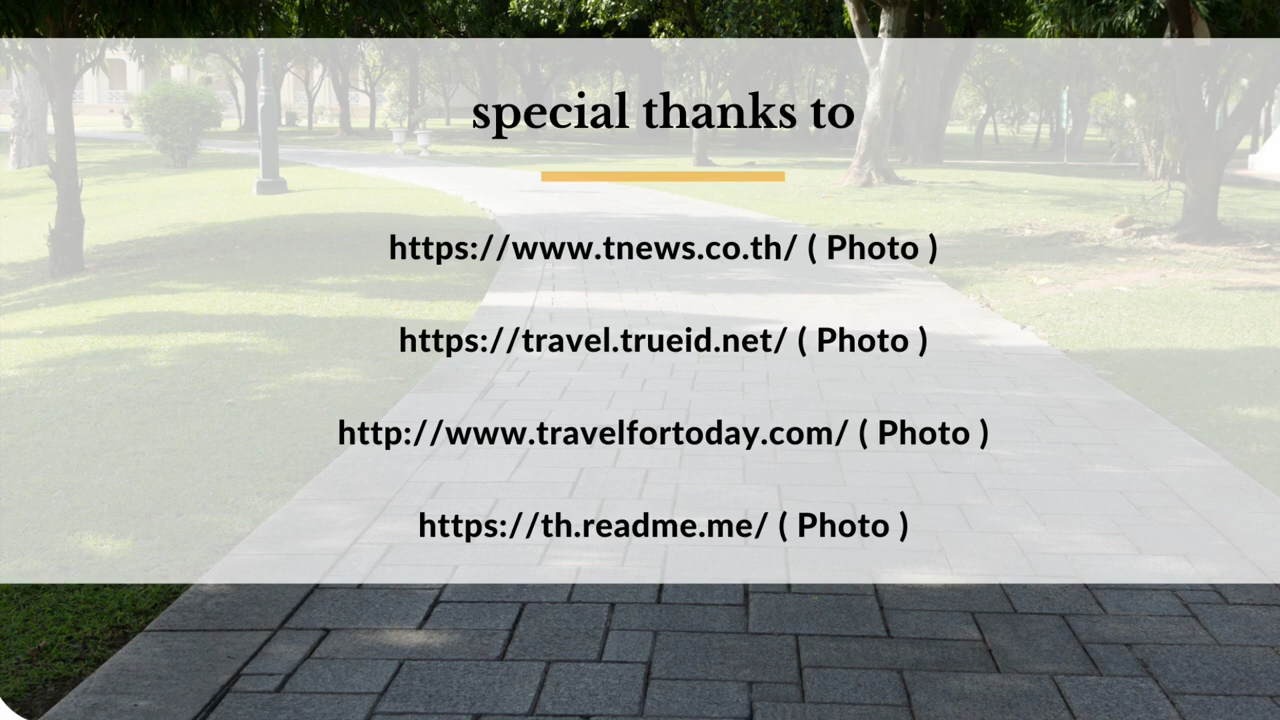 special thanks to
https://www.tnews.co.th/ ( Photo )
https://travel.trueid.net/ ( Photo )
http://www.travelfortoday.com/ ( Photo )
https://th.readme.me/ ( Photo )